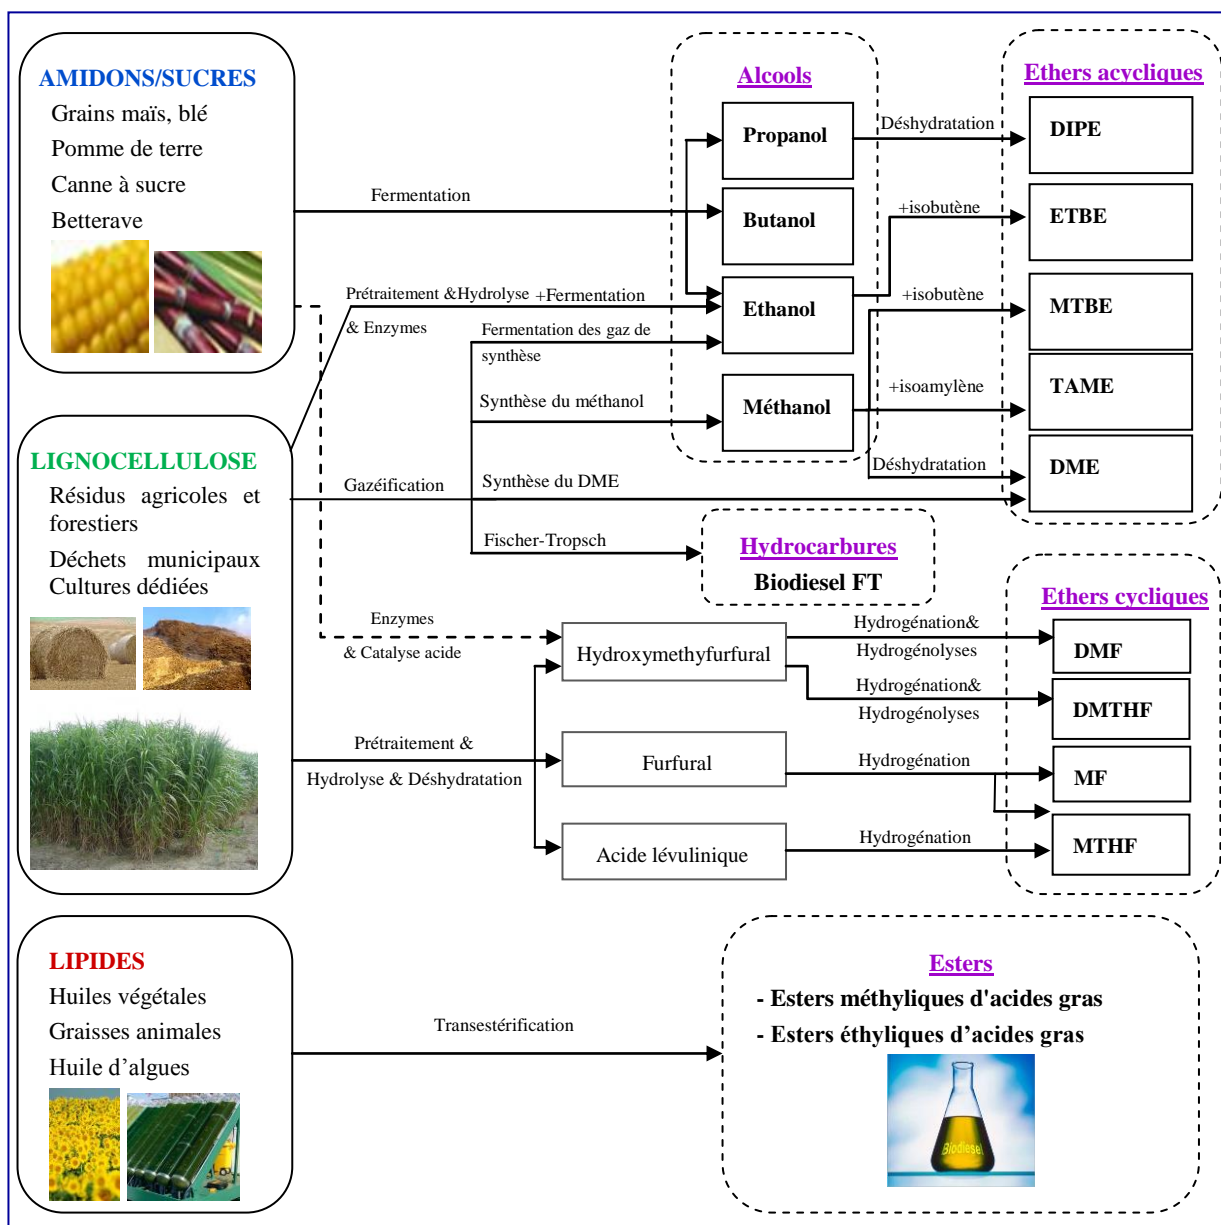 AMIDONS/SUCRES
Grains maïs, blé
Pomme de terre
Canne à sucre
Betterave
Fermentation
Alcools
Propanol
Butanol
Ethanol
Méthanol
Déshydratation
+isobutène
+isobutène
+isoamylène
Déshydratation
Ethers acycliques
DIPE
ETBE
MTBE
TAME
DME
Prétraitement &Hydrolyse
+Fermentation
& Enzymes
Fermentation des gaz de
synthèse
Synthèse du méthanol
LIGNOCELLULOSE
Résidus agricoles et
forestiers
Déchets municipaux
Cultures dédiées
Gazéification
Synthèse du DME
Fischer-Tropsch
Hydrocarbures
Biodiesel FT
Enzymes
& Catalyse acide
Hydroxymethyfurfural
Furfural
Acide lévulinique
Prétraitement &
Hydrolyse & Déshydratation
Hydrogénation&
Hydrogénolyses
Hydrogénation&
Hydrogénolyses
Hydrogénation
Hydrogénation
Ethers cycliques
DMF
DMTHF
MF
MTHF
LIPIDES
Huiles végétales
Graisses animales
Huile d’algues
Transestérification
Esters
- Esters méthyliques d'acides gras
- Esters éthyliques d’acides gras
Biodiesel